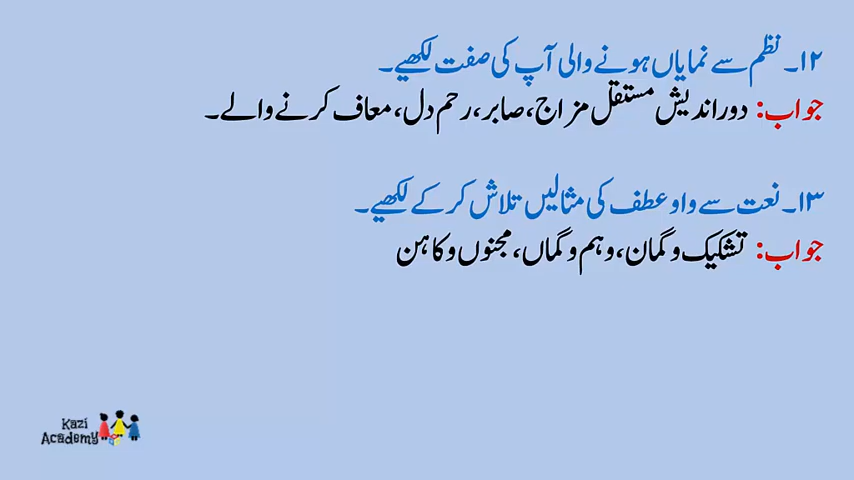 ۱۲۔ نظم سے نمایاں ہونے والی آپ کی صفت لکھیے۔
جواب: دوراندیش مستقل مزاج، صابر، رحم دل، معاف کرنے والے۔
۱۳۔ نعت سے واو عطف کی مثالیں تلاش کر کے لکھیے۔
جواب: تشکیک و گمان، وہم و گماں، مجنوں و کاہن
Kazi
Academy